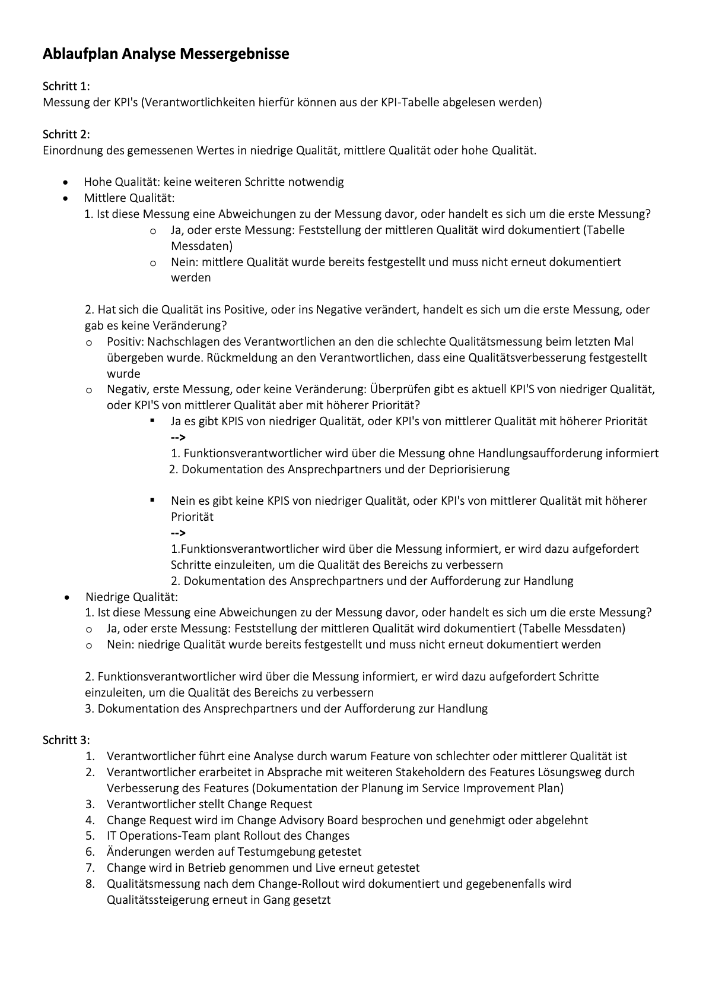 Ablaufplan Analyse Messergebnisse
Schritt 1:
Messung der KPI's (Verantwortlichkeiten hierfür können aus der KPI-Tabelle abgelesen werden)
Schritt 2:
Einordnung des gemessenen Wertes in niedrige Qualität, mittlere Qualität oder hohe Qualität.
• Hohe Qualität: keine weiteren Schritte notwendig
• Mittlere Qualität:
1. Ist diese Messung eine Abweichungen zu der Messung davor, oder handelt es sich um die erste Messung?
o Ja, oder erste Messung: Feststellung der mittleren Qualität wird dokumentiert (Tabelle
Messdaten)
o Nein: mittlere Qualität wurde bereits festgestellt und muss nicht erneut dokumentiert
werden
2. Hat sich die Qualität ins Positive, oder ins Negative verändert, handelt es sich um die erste Messung, oder
gab es keine Veränderung?
o Positiv: Nachschlagen des Verantwortlichen an den die schlechte Qualitätsmessung beim letzten Mal
übergeben wurde. Rückmeldung an den Verantwortlichen, dass eine Qualitätsverbesserung festgestellt
wurde
o Negativ, erste Messung, oder keine Veränderung: Überprüfen gibt es aktuell KPI'S von niedriger Qualität,
oder KPI'S von mittlerer Qualität aber mit höherer Priorität?
▪ Ja es gibt KPIS von niedriger Qualität, oder KPI's von mittlerer Qualität mit höherer Priorität
-->
1. Funktionsverantwortlicher wird über die Messung ohne Handlungsaufforderung informiert
2. Dokumentation des Ansprechpartners und der Depriorisierung
▪ Nein es gibt keine KPIS von niedriger Qualität, oder KPI's von mittlerer Qualität mit höherer
Priorität
-->
1.Funktionsverantwortlicher wird über die Messung informiert, er wird dazu aufgefordert
Schritte einzuleiten, um die Qualität des Bereichs zu verbessern
2. Dokumentation des Ansprechpartners und der Aufforderung zur Handlung
• Niedrige Qualität:
1. Ist diese Messung eine Abweichungen zu der Messung davor, oder handelt es sich um die erste Messung?
o Ja, oder erste Messung: Feststellung der mittleren Qualität wird dokumentiert (Tabelle Messdaten)
o Nein: niedrige Qualität wurde bereits festgestellt und muss nicht erneut dokumentiert werden
2. Funktionsverantwortlicher wird über die Messung informiert, er wird dazu aufgefordert Schritte
einzuleiten, um die Qualität des Bereichs zu verbessern
3. Dokumentation des Ansprechpartners und der Aufforderung zur Handlung
Schritt 3:
1. Verantwortlicher führt eine Analyse durch warum Feature von schlechter oder mittlerer Qualität ist
2. Verantwortlicher erarbeitet in Absprache mit weiteren Stakeholdern des Features Lösungsweg durch
Verbesserung des Features (Dokumentation der Planung im Service Improvement Plan)
3. Verantwortlicher stellt Change Request
4. Change Request wird im Change Advisory Board besprochen und genehmigt oder abgelehnt
5. IT Operations-Team plant Rollout des Changes
6. Änderungen werden auf Testumgebung getestet
7. Change wird in Betrieb genommen und Live erneut getestet
8. Qualitätsmessung nach dem Change-Rollout wird dokumentiert und gegebenenfalls wird
Qualitätssteigerung erneut in Gang gesetzt